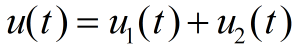 u(t) = u₁(t) + u₂(t)